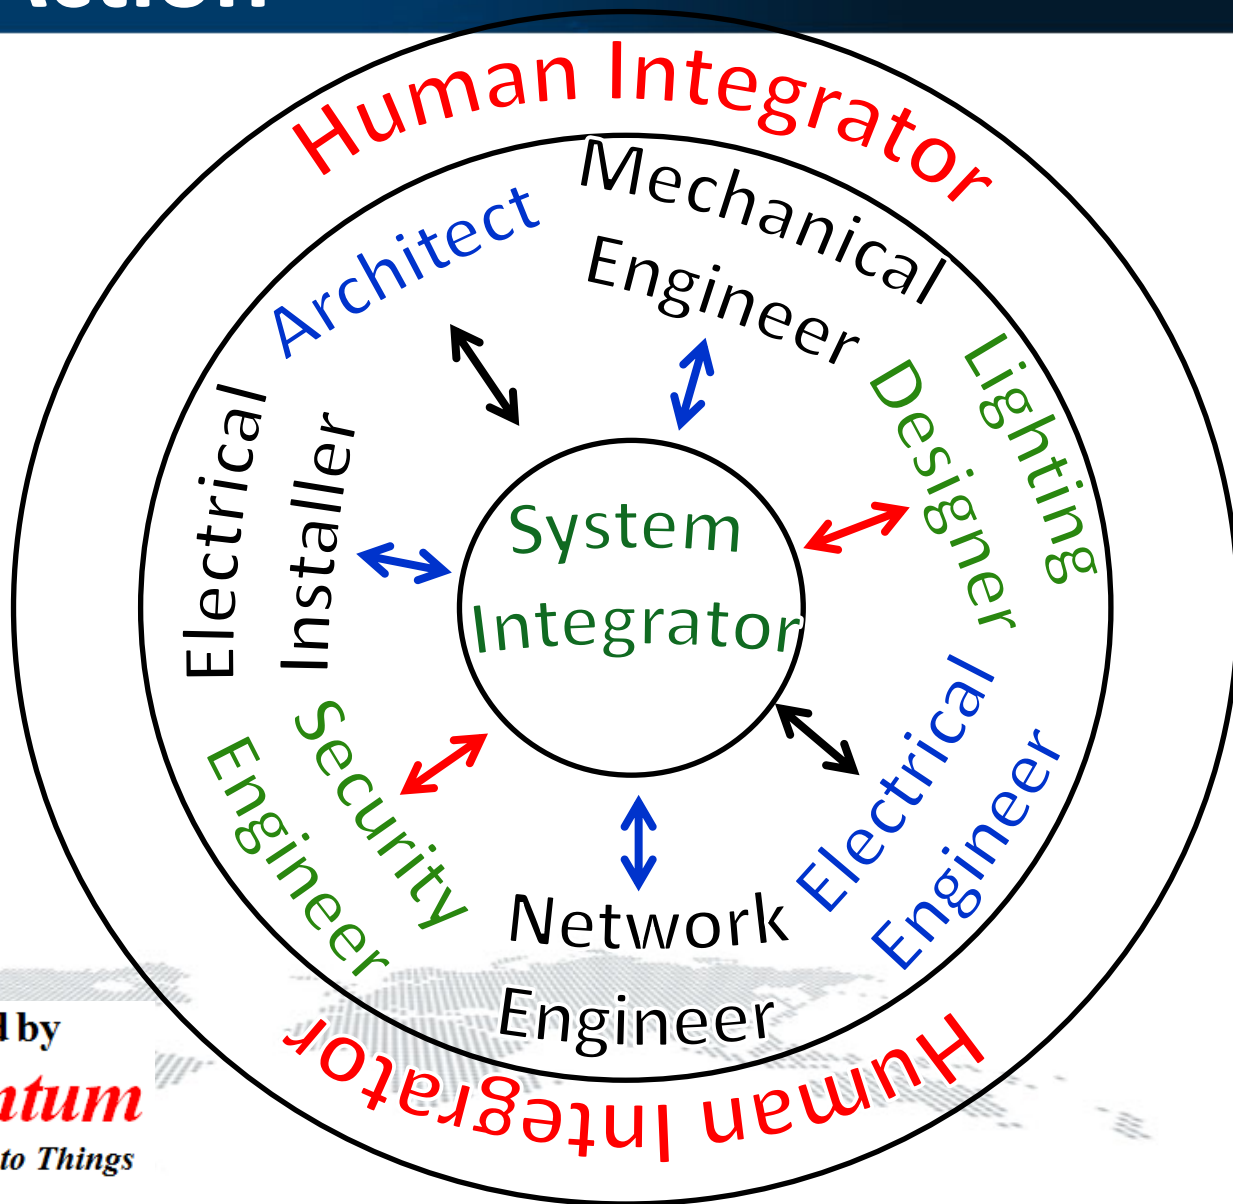 Human Integrator
Architect
Mechanical
Engineer
Lighting
Designer
Electrical
Installer
System
Integrator
Electrical
Engineer
Security
Engineer
Network
Engineer
Human Integrator
by
to Things